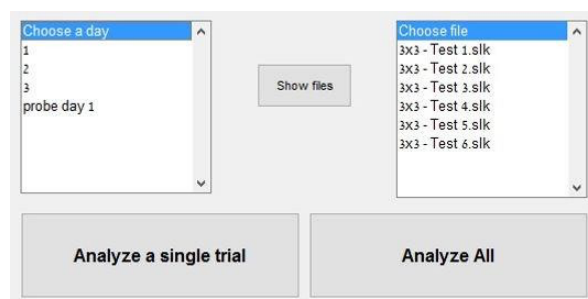 Choose a day
1
2
3
probe day 1
Show files
Choose file
3x3 - Test 1.slk
3x3 - Test 2.slk
3x3 - Test 3.slk
3x3 - Test 4.slk
3x3 - Test 5.slk
3x3 - Test 6.slk
Analyze a single trial
Analyze All